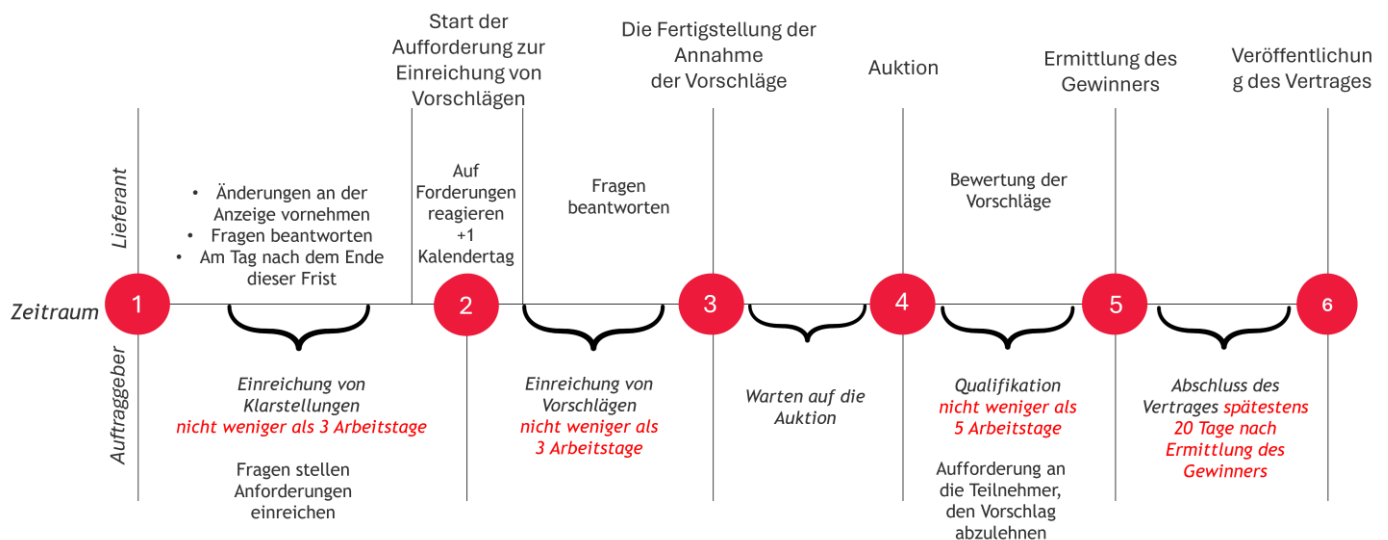 Start der
Aufforderung zur
Einreichung von
Vorschlägen
Die Fertigstellung der
Annahme
der Vorschläge
Auktion
Ermittlung des
Gewinners
Veröffentlichun
g des Vertrages
Lieferant
• Änderungen an der
Anzeige vornehmen
• Fragen beantworten
• Am Tag nach dem Ende
dieser Frist
Auf
Forderungen
reagieren
+1
Kalendertag
Fragen
beantworten
Bewertung der
Vorschläge
Zeitraum
1
2
3
4
5
6
Auftraggeber
Einreichung von
Klarstellungen
nicht weniger als 3 Arbeitstage
Fragen stellen
Anforderungen
einreichen
Einreichung von
Vorschlägen
nicht weniger als
3 Arbeitstage
Warten auf die
Auktion
Qualifikation
nicht weniger als
5 Arbeitstage
Aufforderung an
die Teilnehmer,
den Vorschlag
abzulehnen
Abschluss des
Vertrages spätestens
20 Tage nach
Ermittlung des
Gewinners